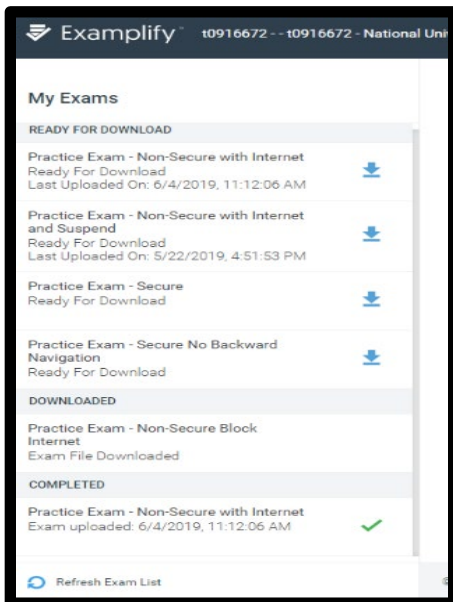 Examplify
t0916672 - - t0916672 - National Uni
My Exams
READY FOR DOWNLOAD
Practice Exam - Non-Secure with Internet
Ready For Download
Last Uploaded On: 6/4/2019, 11:12:06 AM
Practice Exam - Non-Secure with Internet
and Suspend
Ready For Download
Last Uploaded On: 5/22/2019, 4:51:53 PM
Practice Exam - Secure
Ready For Download
Practice Exam - Secure No Backward
Navigation
Ready For Download
DOWNLOADED
Practice Exam - Non-Secure Block
Internet
Exam File Downloaded
COMPLETED
Practice Exam - Non-Secure with Internet
Exam uploaded: 6/4/2019, 11:12:06 AM
Refresh Exam List